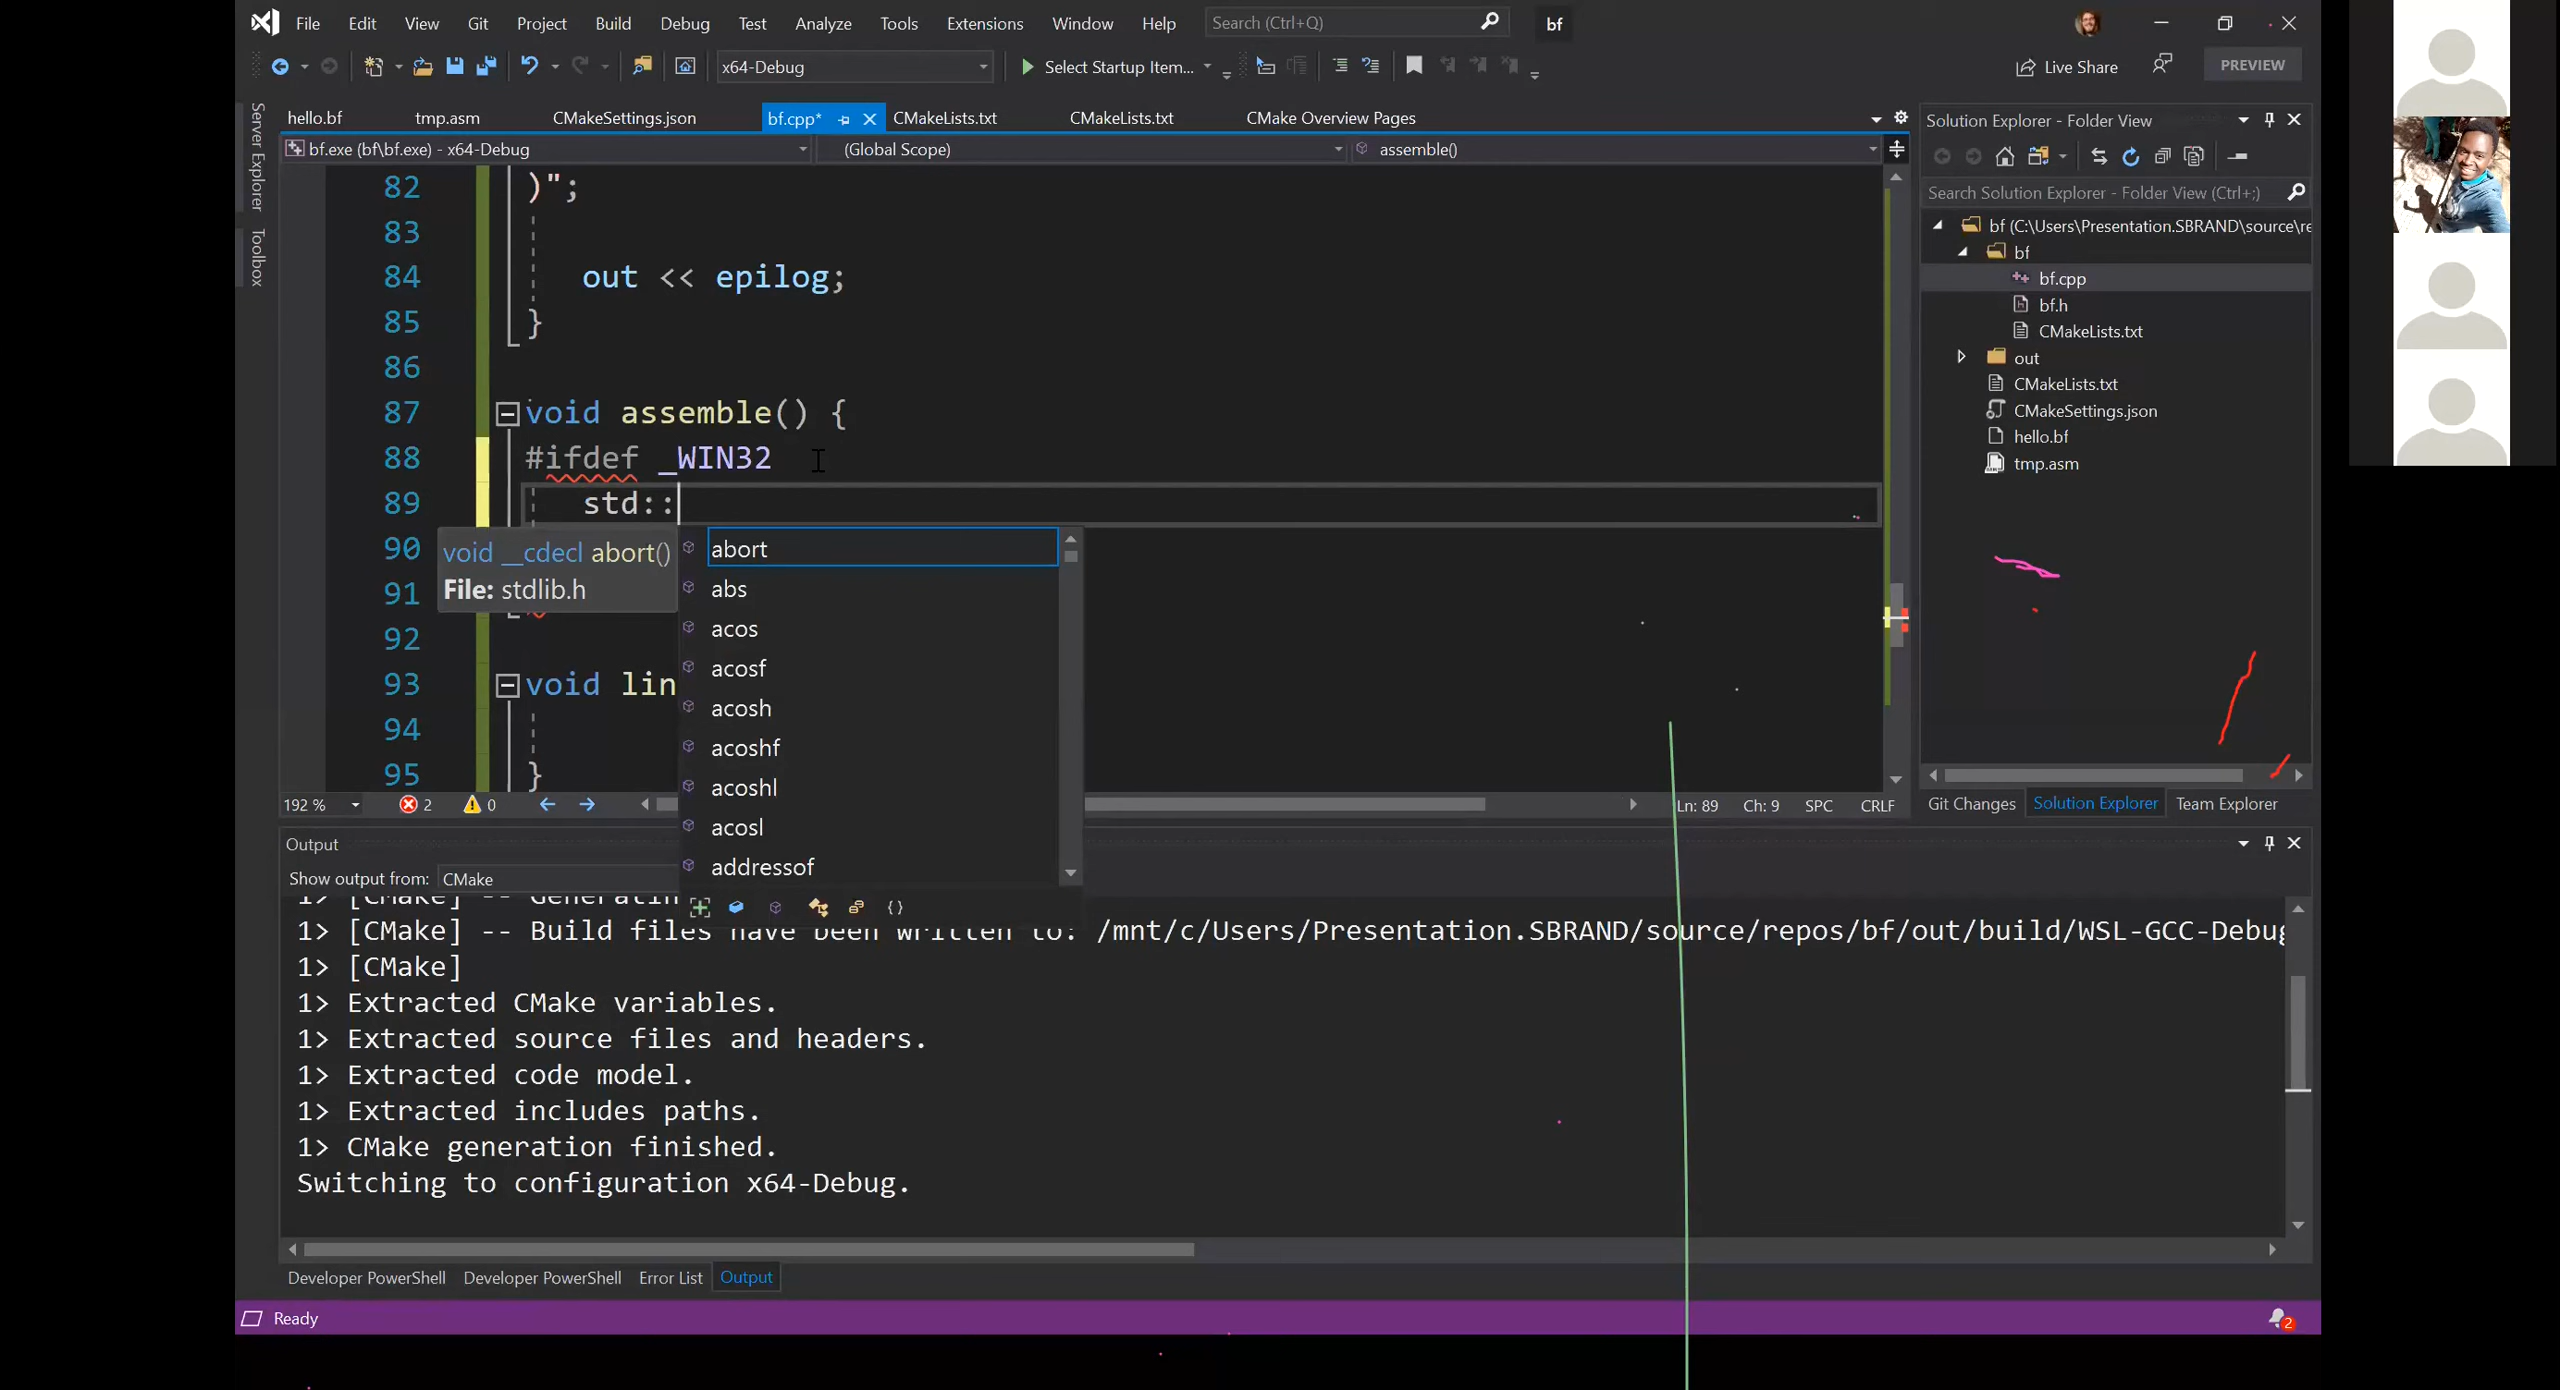 File Edit View Git Project Build Debug Test Analyze Tools Extensions Window Help Search (Ctrl+Q) bf
x64-Debug Select Startup Item... Live Share PREVIEW
Server Explorer
Toolbox
hello.bf tmp.asm CMakeSettings.json bf.cpp* CMakeLists.txt CMakeLists.txt CMake Overview Pages
bf.exe (bf\bf.exe) - x64-Debug (Global Scope) assemble()
82 )";
83
84 out << epilog;
85 }
86
87 void assemble() {
88 #ifdef _WIN32
89 std::
90
91
92
93 void lin
94
95 }
void __cdecl abort()
File: stdlib.h
abort
abs
acos
acosf
acosh
acoshf
acoshl
acosl
addressof
192 % 2 0 Ln: 89 Ch: 9 SPC CRLF
Solution Explorer - Folder View
Search Solution Explorer - Folder View (Ctrl+;)
bf (C:\Users\Presentation.SBRAND\source\re
bf
bf.cpp
bf.h
CMakeLists.txt
out
CMakeLists.txt
CMakeSettings.json
hello.bf
tmp.asm
Git Changes Solution Explorer Team Explorer
Output
Show output from: CMake
1> [CMake] -- Generatin
1> [CMake] -- Build files have been written to: /mnt/c/Users/Presentation.SBRAND/source/repos/bf/out/build/WSL-GCC-Debug
1> [CMake]
1> Extracted CMake variables.
1> Extracted source files and headers.
1> Extracted code model.
1> Extracted includes paths.
1> CMake generation finished.
Switching to configuration x64-Debug.
Developer PowerShell Developer PowerShell Error List Output
Ready 2